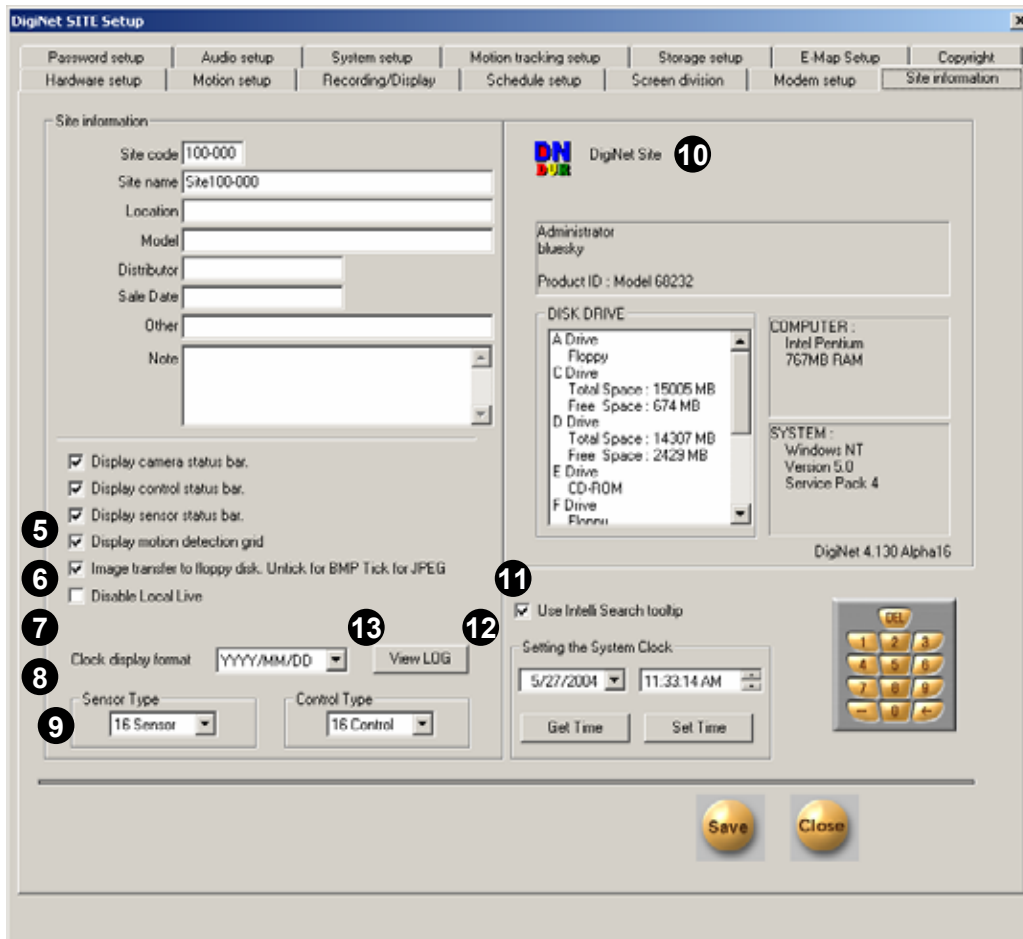 DigiNet SITE Setup
Password setup Audio setup System setup Motion tracking setup Storage setup E-Map Setup Copyright
Hardware setup Motion setup Recording/Display Schedule setup Screen division Modem setup Site information
Site information
Site code 100-000
Site name Site100-000
Location
Model
Distributor
Sale Date
Other
Note
Display camera status bar.
Display control status bar.
Display sensor status bar.
5
Display motion detection grid
6
Image transfer to floppy disk. Untick for BMP Tick for JPEG
Disable Local Live
7
13
12
Clock display format YYYY/MM/DD View LOG
8
Sensor Type
16 Sensor
Control Type
16 Control
9
DN
DVR
DigiNet Site
10
Administrator
bluesky
Product ID : Model 68232
DISK DRIVE
A Drive
Floppy
C Drive
Total Space : 15005 MB
Free Space : 674 MB
D Drive
Total Space : 14307 MB
Free Space : 2429 MB
E Drive
CD-ROM
F Drive
Floppy
COMPUTER :
Intel Pentium
767MB RAM
SYSTEM :
Windows NT
Version 5.0
Service Pack 4
DigiNet 4.130 Alpha16
11
Use Intelli Search tooltip
Setting the System Clock
5/27/2004 11:33:14 AM
Get Time Set Time
DEL
1 2 3
4 5 6
7 8 9
- 0 ←
Save Close